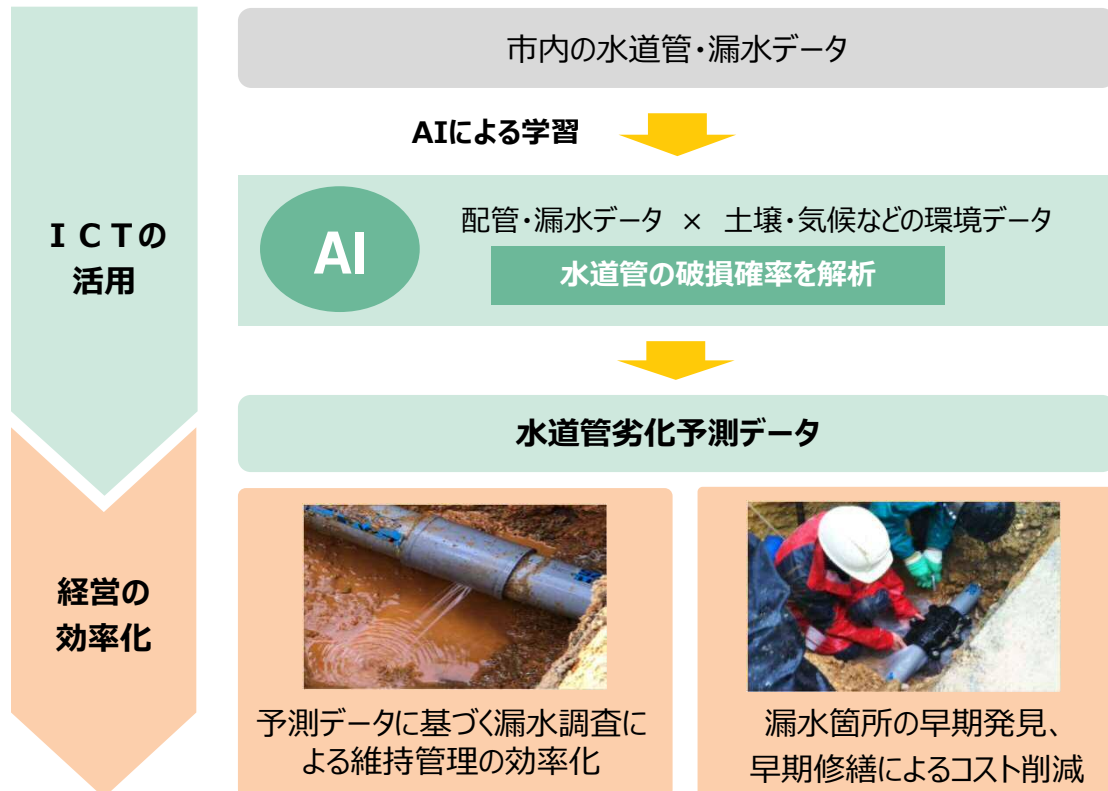 市内の水道管・漏水データ
AIによる学習
ＩＣＴの
活用
AI
配管・漏水データ × 土壌・気候などの環境データ
水道管の破損確率を解析
水道管劣化予測データ
経営の
効率化
予測データに基づく漏水調査に
よる維持管理の効率化
漏水箇所の早期発見、
早期修繕によるコスト削減